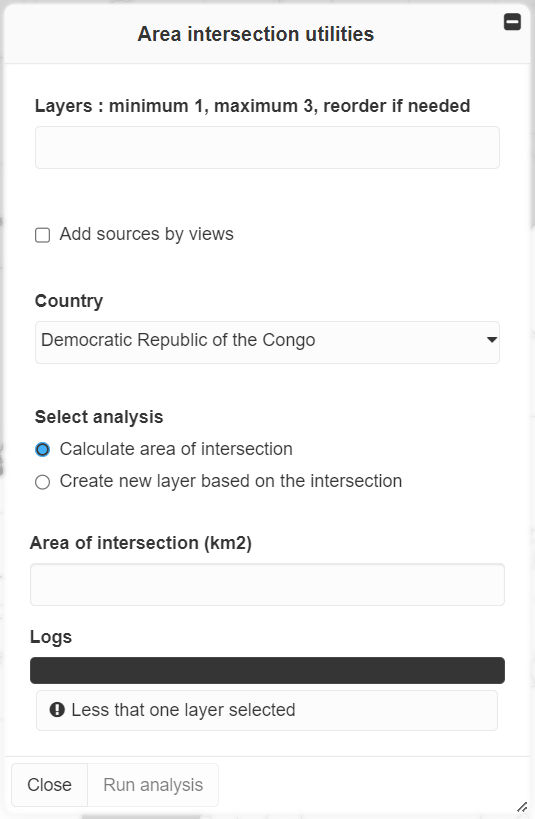 Area intersection utilities
Layers : minimum 1, maximum 3, reorder if needed
Add sources by views
Country
Democratic Republic of the Congo
Select analysis
Calculate area of intersection
Create new layer based on the intersection
Area of intersection (km2)
Logs
Less that one layer selected
Close Run analysis